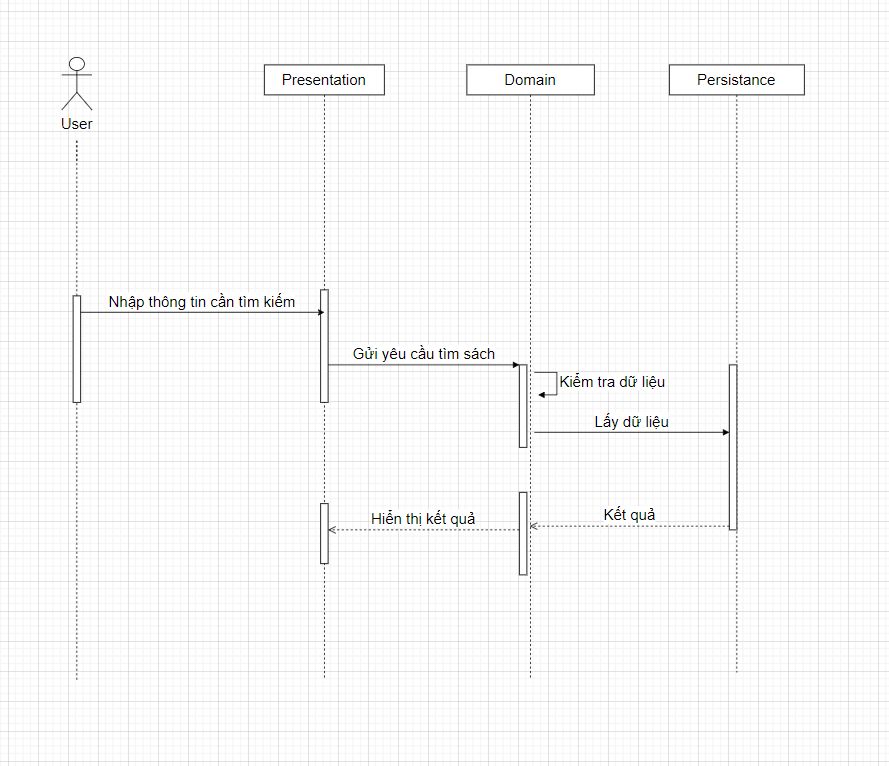 User
Presentation
Domain
Persistance
Nhập thông tin cần tìm kiếm
Gửi yêu cầu tìm sách
Kiểm tra dữ liệu
Lấy dữ liệu
Kết quả
Hiển thị kết quả